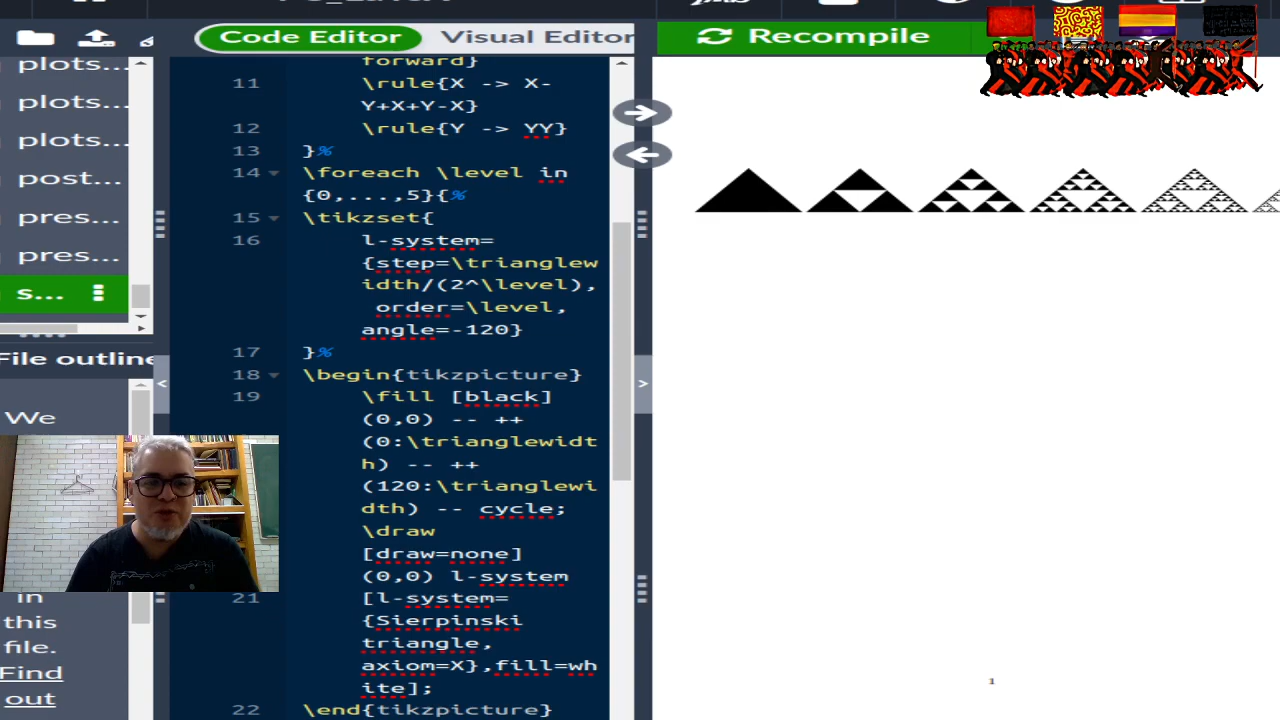 Code Editor
Visual Editor
Recompile
plots...
plots...
plots...
post...
pres...
pres...
s...
File outline
We
in
this
file.
Find
out
forward}
11 \rule{X -> X-
Y+X+Y-X}
12 \rule{Y -> YY}
13 }%
14 \foreach \level in
{0,...,5}{%
15 \tikzset{
16 l-system=
{step=\trianglew
idth/(2^\level),
order=\level,
angle=-120}
17 }%
18 \begin{tikzpicture}
19 \fill [black]
(0,0) -- ++
(0:\trianglewidt
h) -- ++
(120:\trianglewi
dth) -- cycle;
\draw
[draw=none]
(0,0) l-system
21 [l-system=
{Sierpinski
triangle,
axiom=X},fill=wh
ite];
22 \end{tikzpicture}
1